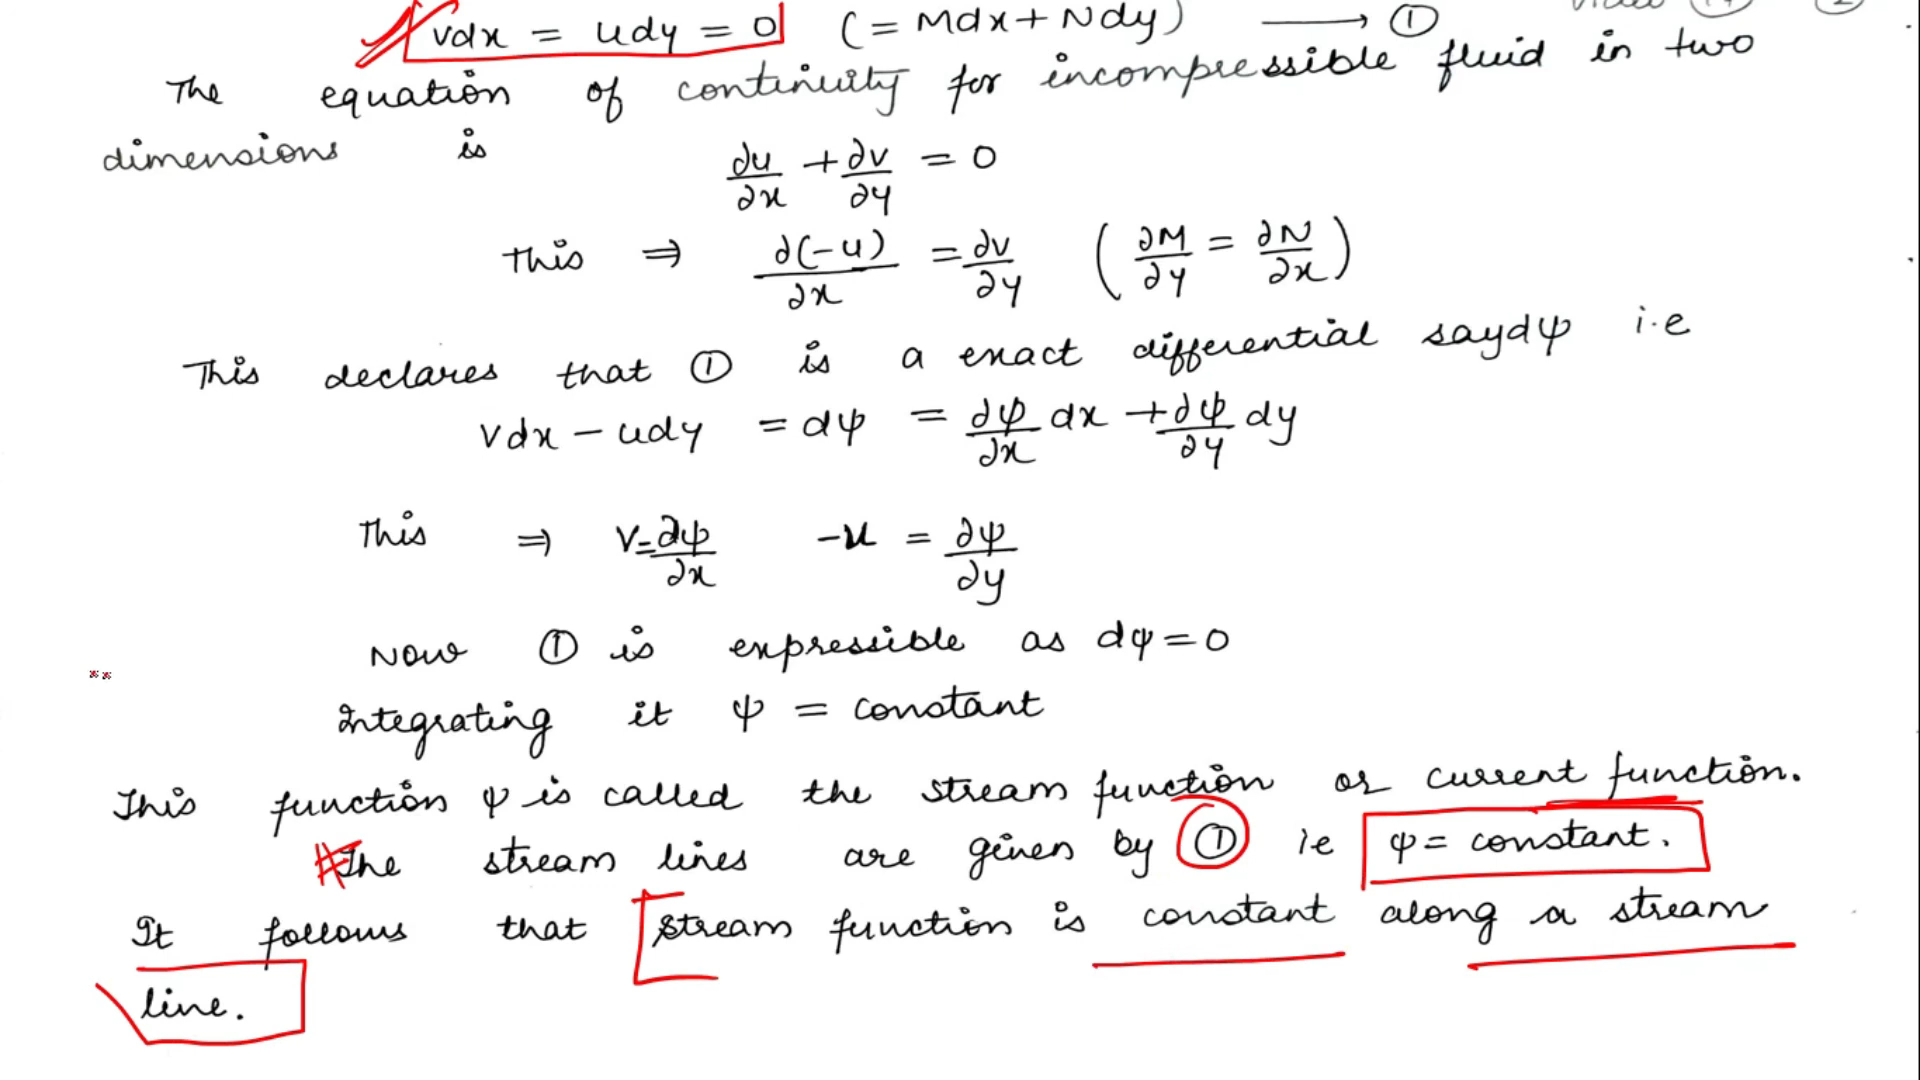 vdx = udy = 0 (= Mdx + Ndy) ⟶ ①
The equation of continuity for incompressible fluid in two
dimensions is
∂u/∂x + ∂v/∂y = 0
This ⇒ ∂(-u)/∂x = ∂v/∂y (∂M/∂y = ∂N/∂x)
This declares that ① is a exact differential say dψ i.e
vdx - udy = dψ = ∂ψ/∂x dx + ∂ψ/∂y dy
This ⇒ v = ∂ψ/∂x -u = ∂ψ/∂y
Now ① is expressible as dψ = 0
Integrating it ψ = constant
This function ψ is called the stream function or current function.
The stream lines are given by ① ie ψ = constant.
It follows that stream function is constant along a stream
line.